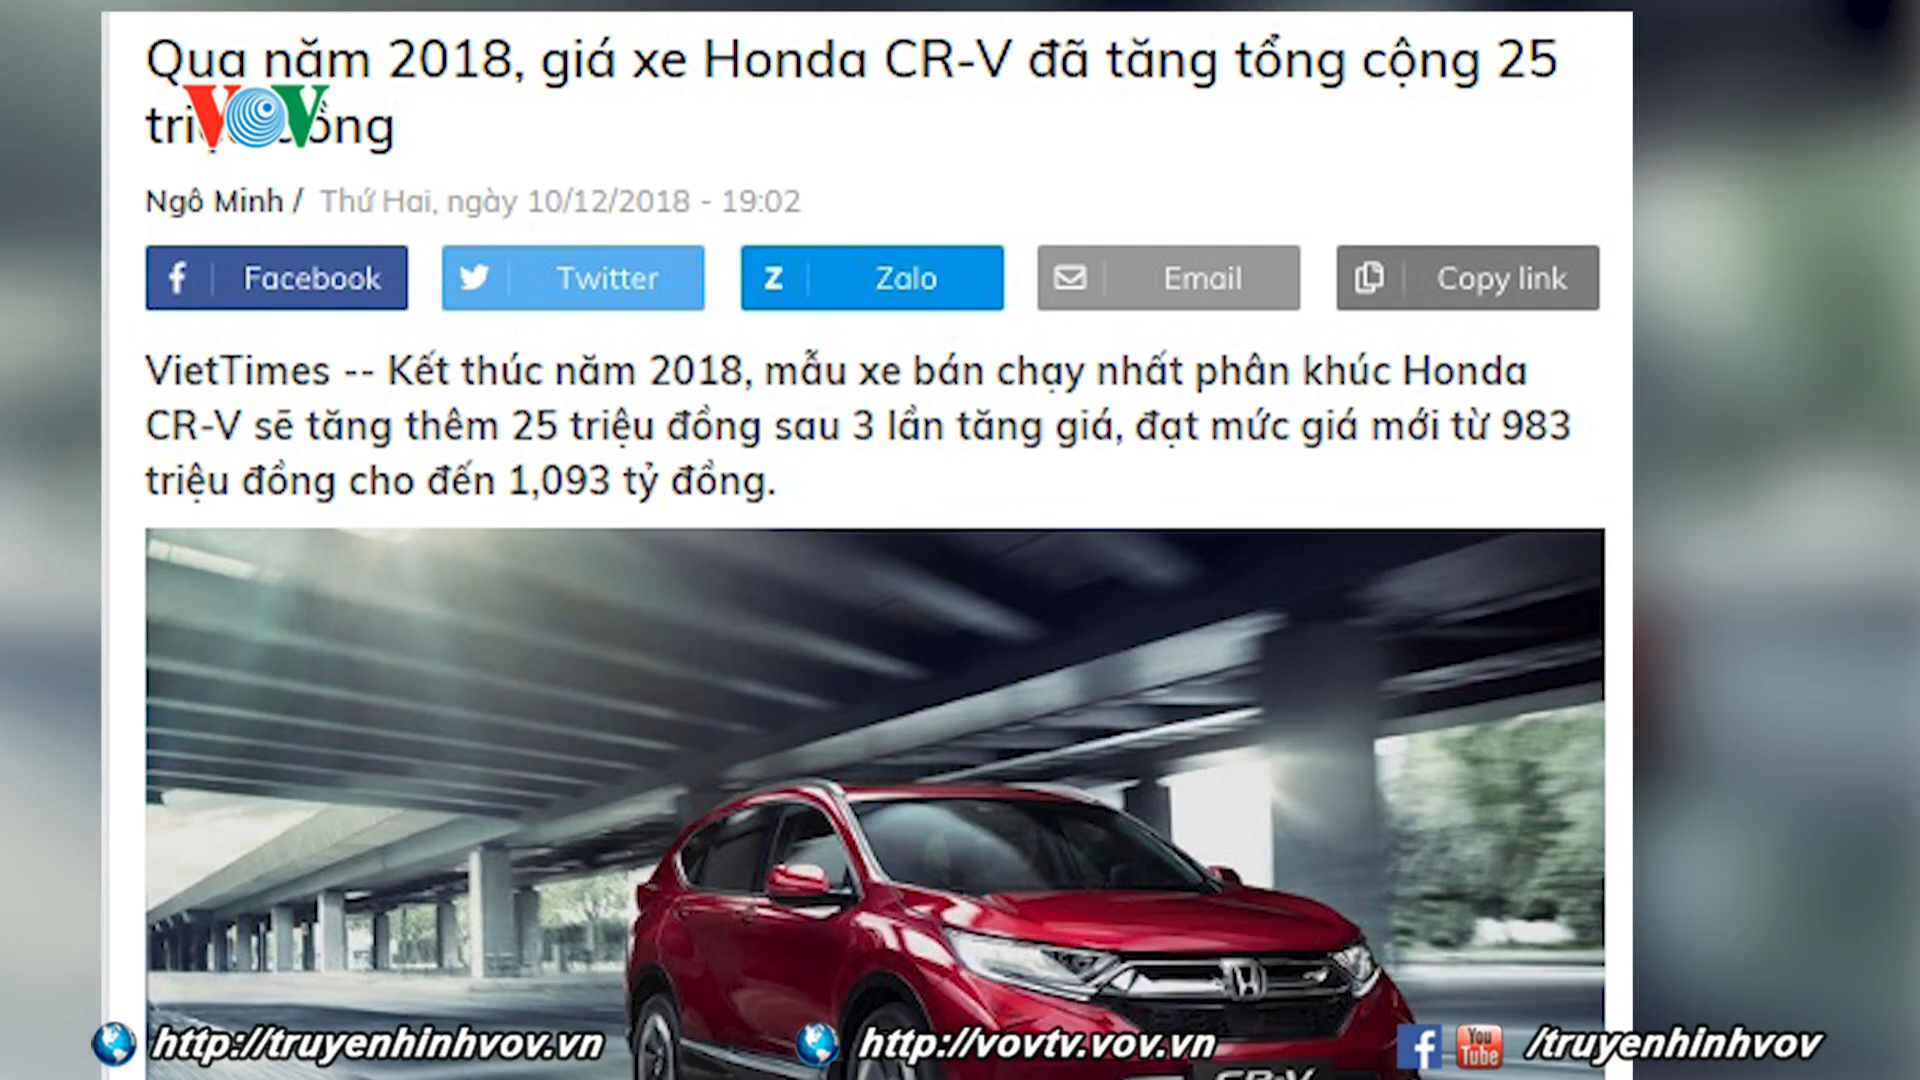 Qua năm 2018, giá xe Honda CR-V đã tăng tổng cộng 25
triệu đồng
VOV
Ngô Minh / Thứ Hai, ngày 10/12/2018 - 19:02
Facebook Twitter Z Zalo Email Copy link
VietTimes -- Kết thúc năm 2018, mẫu xe bán chạy nhất phân khúc Honda
CR-V sẽ tăng thêm 25 triệu đồng sau 3 lần tăng giá, đạt mức giá mới từ 983
triệu đồng cho đến 1,093 tỷ đồng.
CR-V
http://truyenhinhvov.vn http://vovtv.vov.vn You Tube /truyenhinhvov